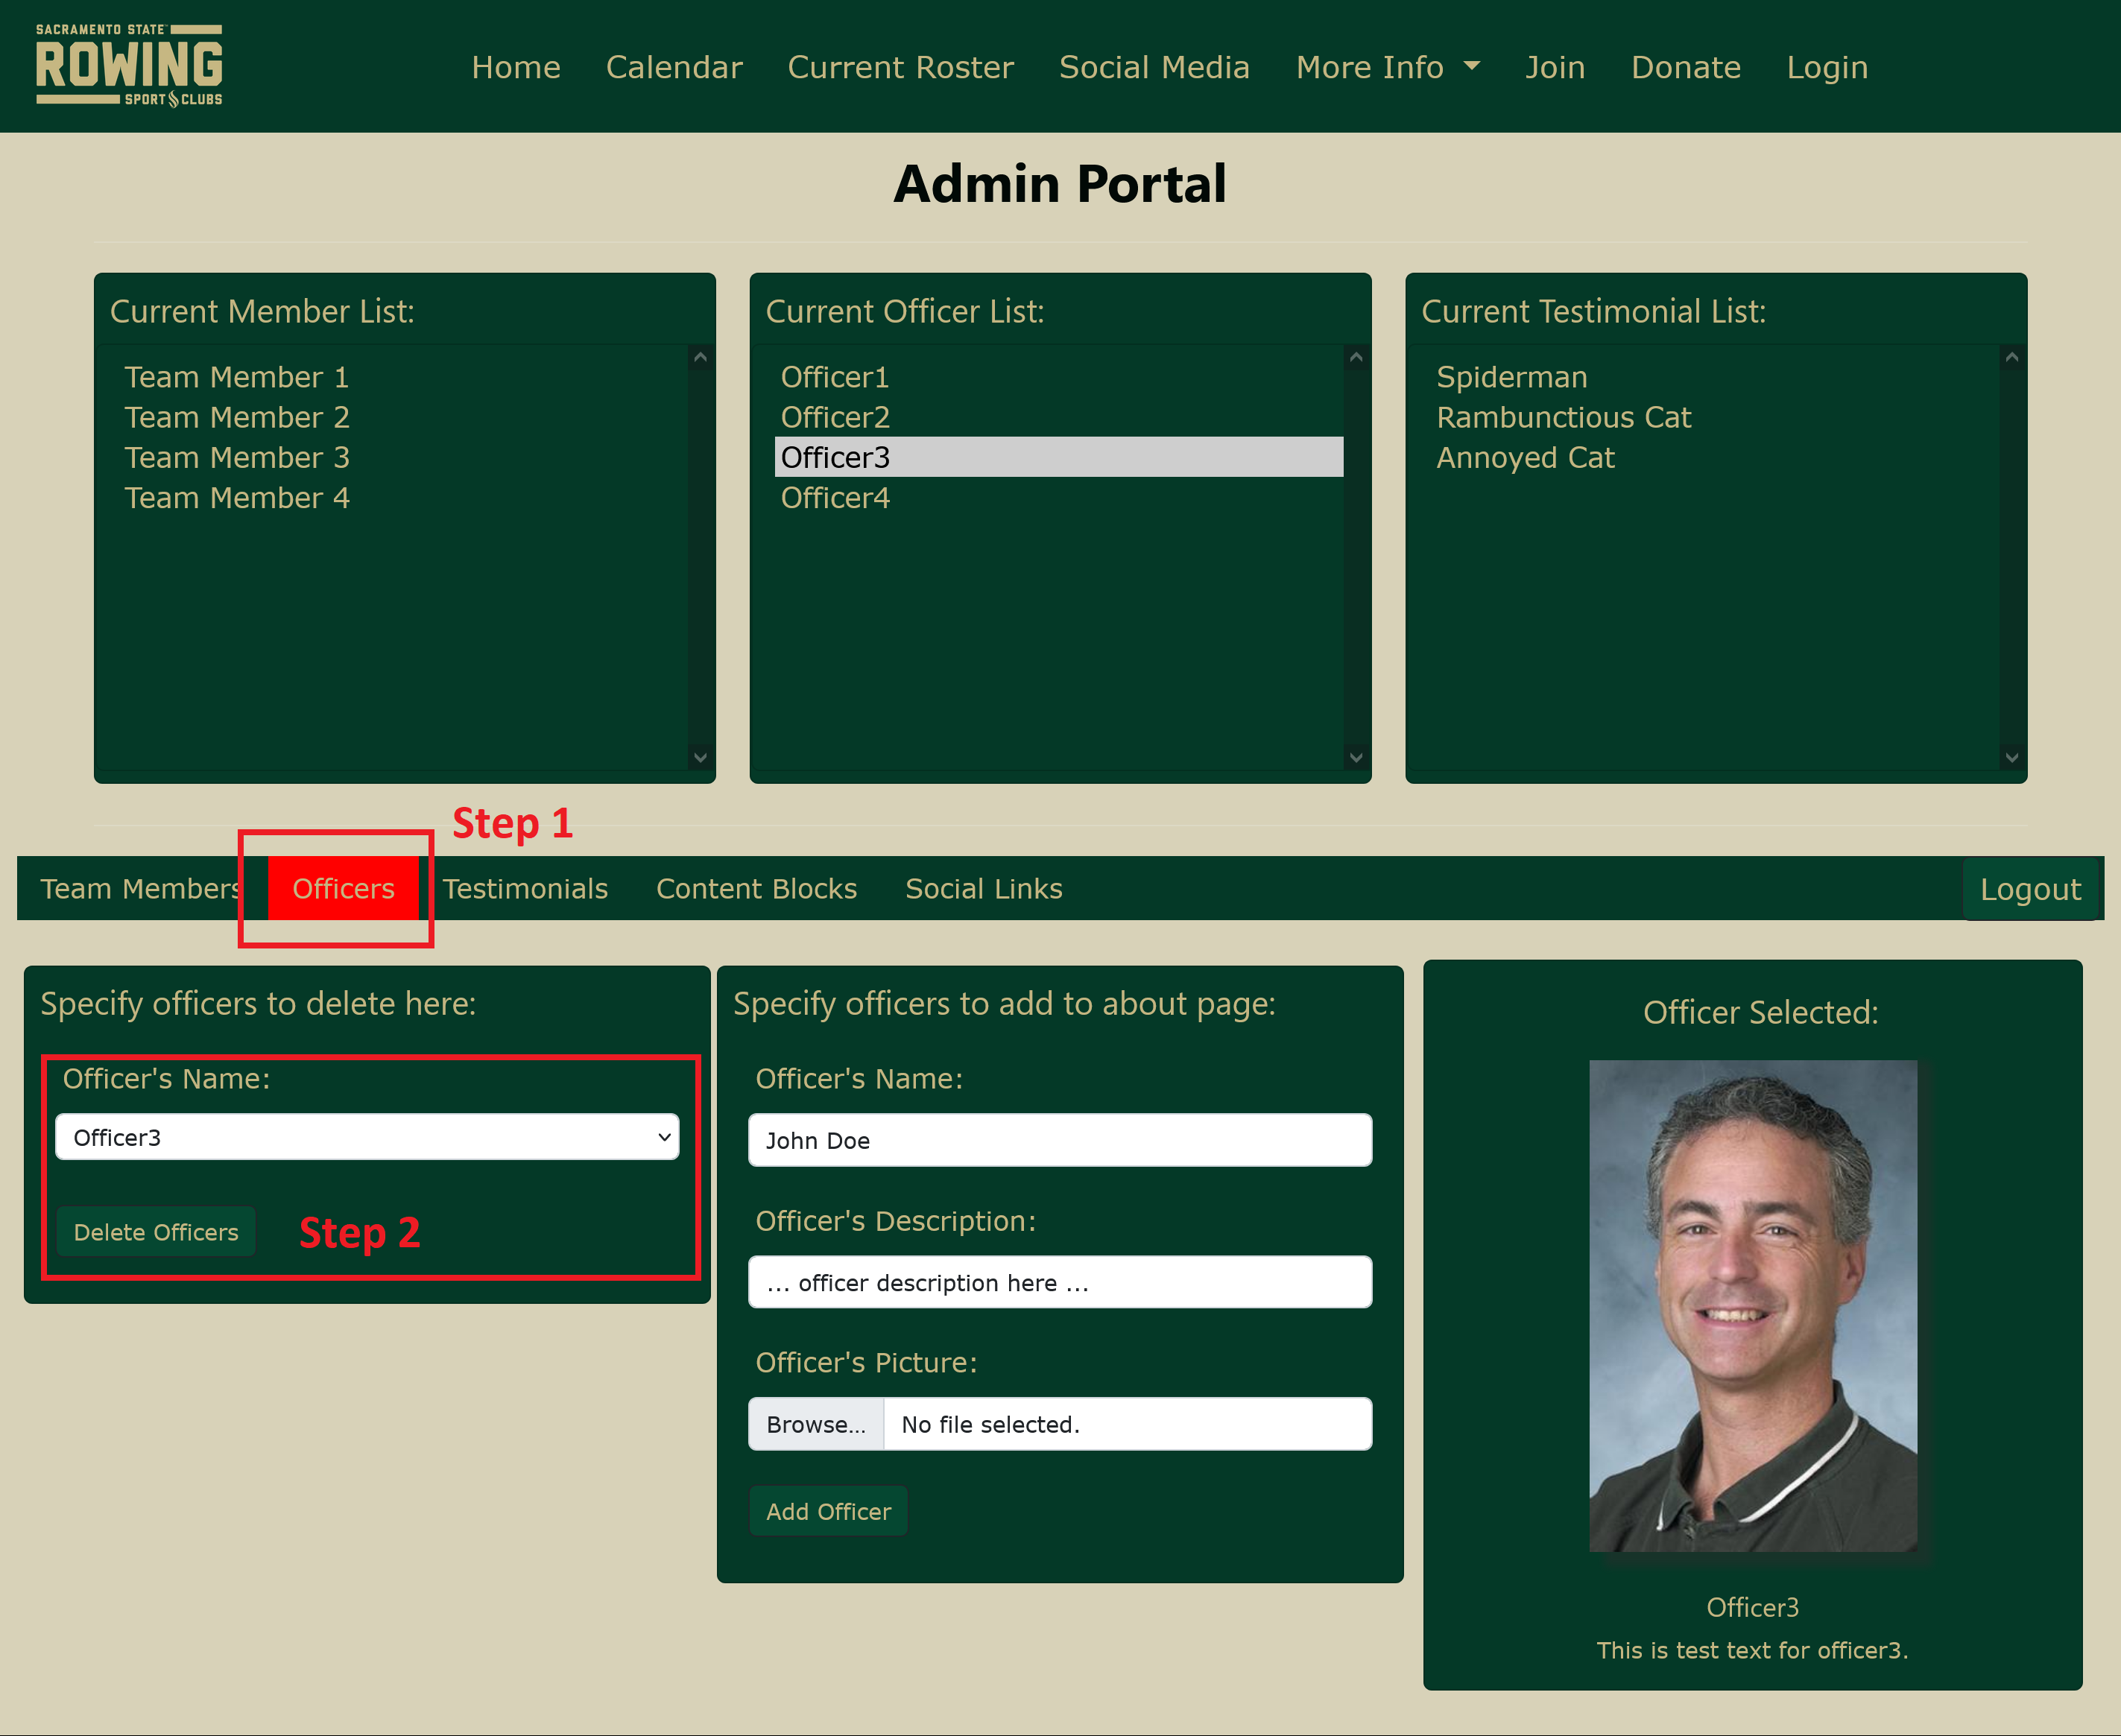 SACRAMENTO STATE
ROWING
SPORT CLUBS
Home Calendar Current Roster Social Media More Info Join Donate Login
Admin Portal
Current Member List:
Team Member 1
Team Member 2
Team Member 3
Team Member 4
Current Officer List:
Officer1
Officer2
Officer3
Officer4
Current Testimonial List:
Spiderman
Rambunctious Cat
Annoyed Cat
Step 1
Team Members Officers Testimonials Content Blocks Social Links Logout
Specify officers to delete here:
Officer's Name:
Officer3
Delete Officers
Step 2
Specify officers to add to about page:
Officer's Name:
John Doe
Officer's Description:
... officer description here ...
Officer's Picture:
Browse... No file selected.
Add Officer
Officer Selected:
Officer3
This is test text for officer3.